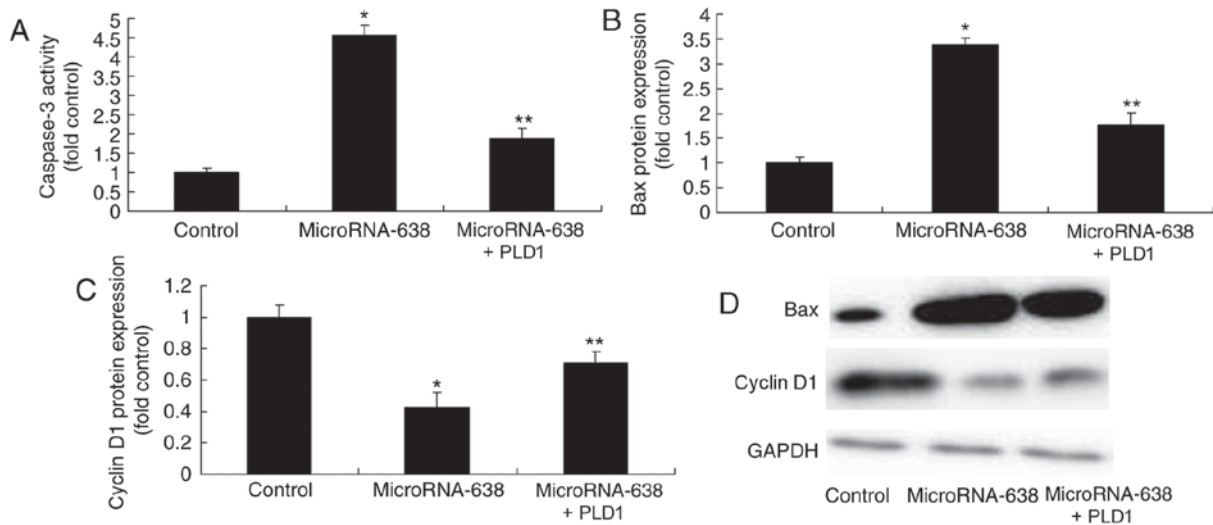 A
Caspase-3 activity
(fold control)
5
4.5
4
3.5
3
2.5
2
1.5
1
0.5
0
*
**
Control
MicroRNA-638
MicroRNA-638
+ PLD1
B
Bax protein expression
(fold control)
4
3.5
3
2.5
2
1.5
1
0.5
0
*
**
Control
MicroRNA-638
MicroRNA-638
+ PLD1
C
Cyclin D1 protein expression
(fold control)
1.2
1
0.8
0.6
0.4
0.2
0
*
**
Control
MicroRNA-638
MicroRNA-638
+ PLD1
D
Bax
Cyclin D1
GAPDH
Control
MicroRNA-638
MicroRNA-638
+ PLD1